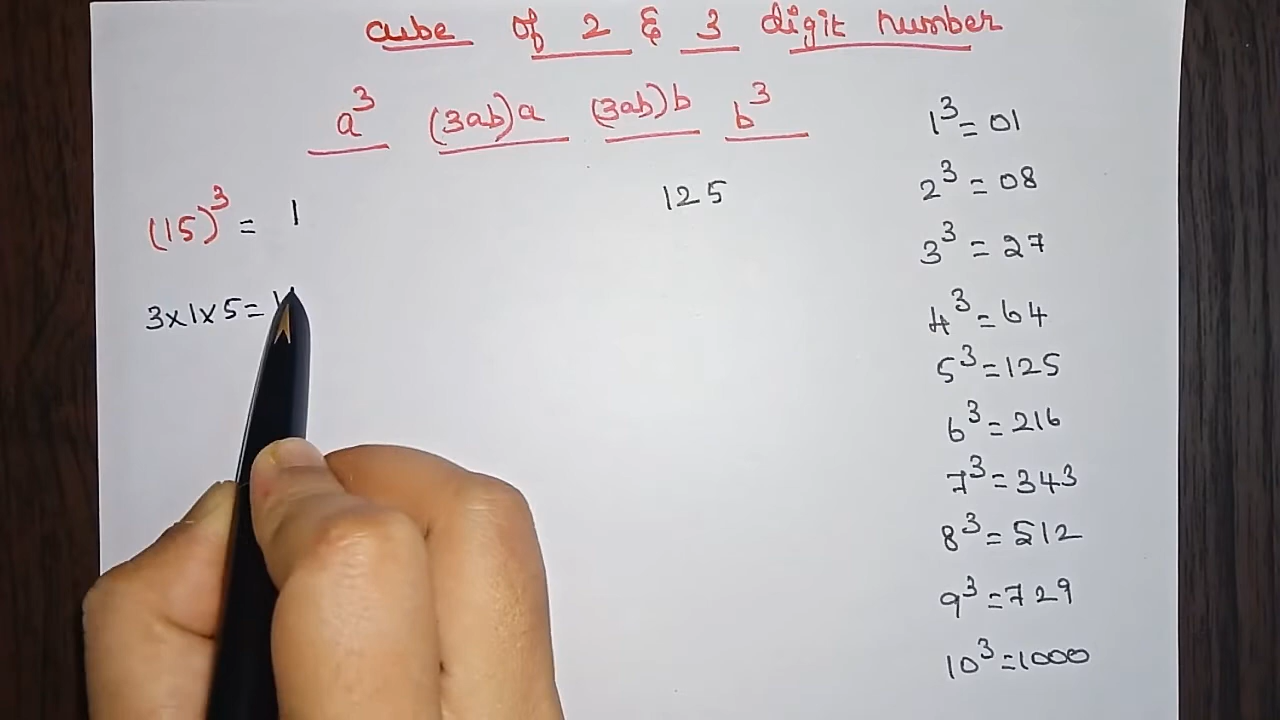 cube of 2 & 3 digit number
a³ (3ab)a (3ab)b b³
(15)³ = 1 125
3x1x5=
1³ = 01
2³ = 08
3³ = 27
4³ = 64
5³ = 125
6³ = 216
7³ = 343
8³ = 512
9³ = 729
10³ = 1000